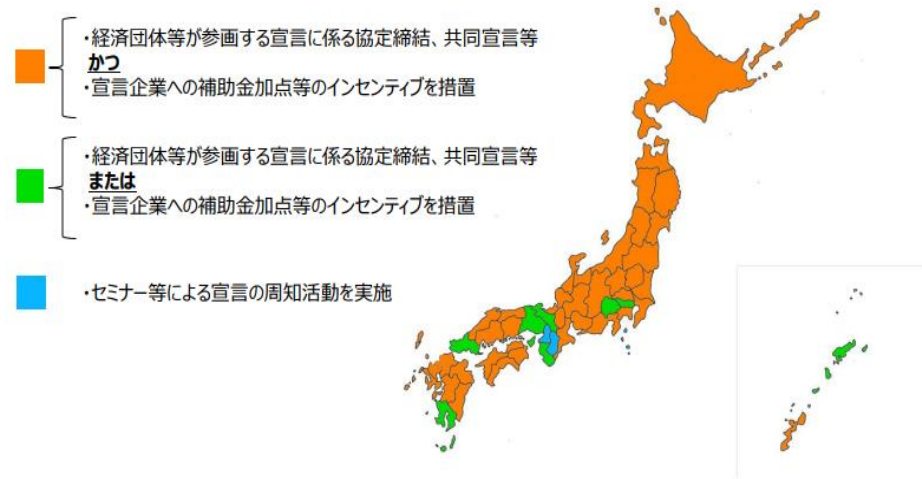 ・経済団体等が参画する宣言に係る協定締結、共同宣言等
かつ
・宣言企業への補助金加点等のインセンティブを措置
・経済団体等が参画する宣言に係る協定締結、共同宣言等
または
・宣言企業への補助金加点等のインセンティブを措置
・セミナー等による宣言の周知活動を実施